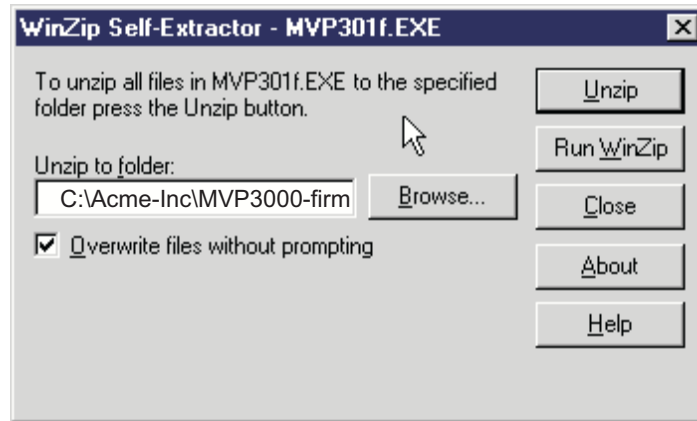 WinZip Self-Extractor - MVP301f.EXE
To unzip all files in MVP301f.EXE to the specified
folder press the Unzip button.
Unzip to folder:
C:\Acme-Inc\MVP3000-firm
Browse...
Overwrite files without prompting
Unzip
Run WinZip
Close
About
Help